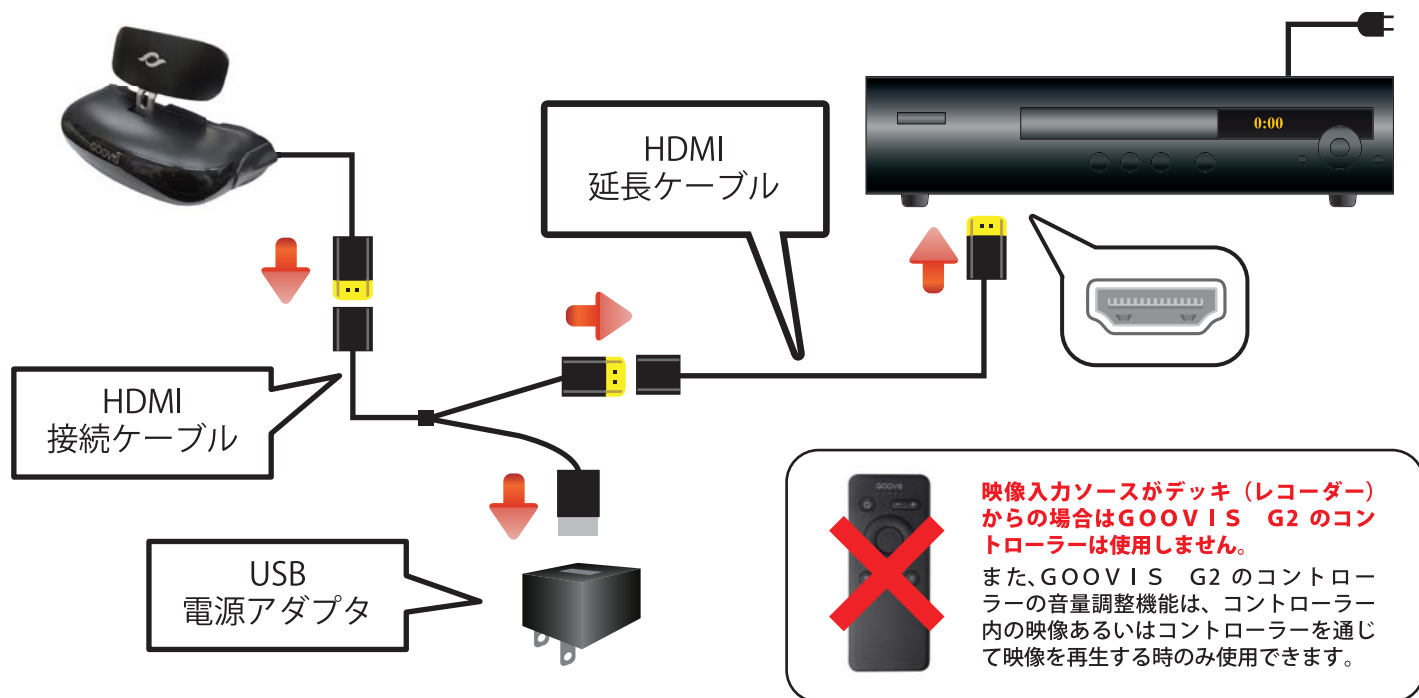 GOOVIS
0:00
HDMI
延長ケーブル
HDMI
接続ケーブル
USB
電源アダプタ
GOOVIS
映像入力ソースがデッキ（レコーダー）
からの場合はGOOVIS　G2 のコン
トローラーは使用しません。
また、GOOVIS　G2 のコントロー
ラーの音量調整機能は、コントローラー
内の映像あるいはコントローラーを通じ
て映像を再生する時のみ使用できます。